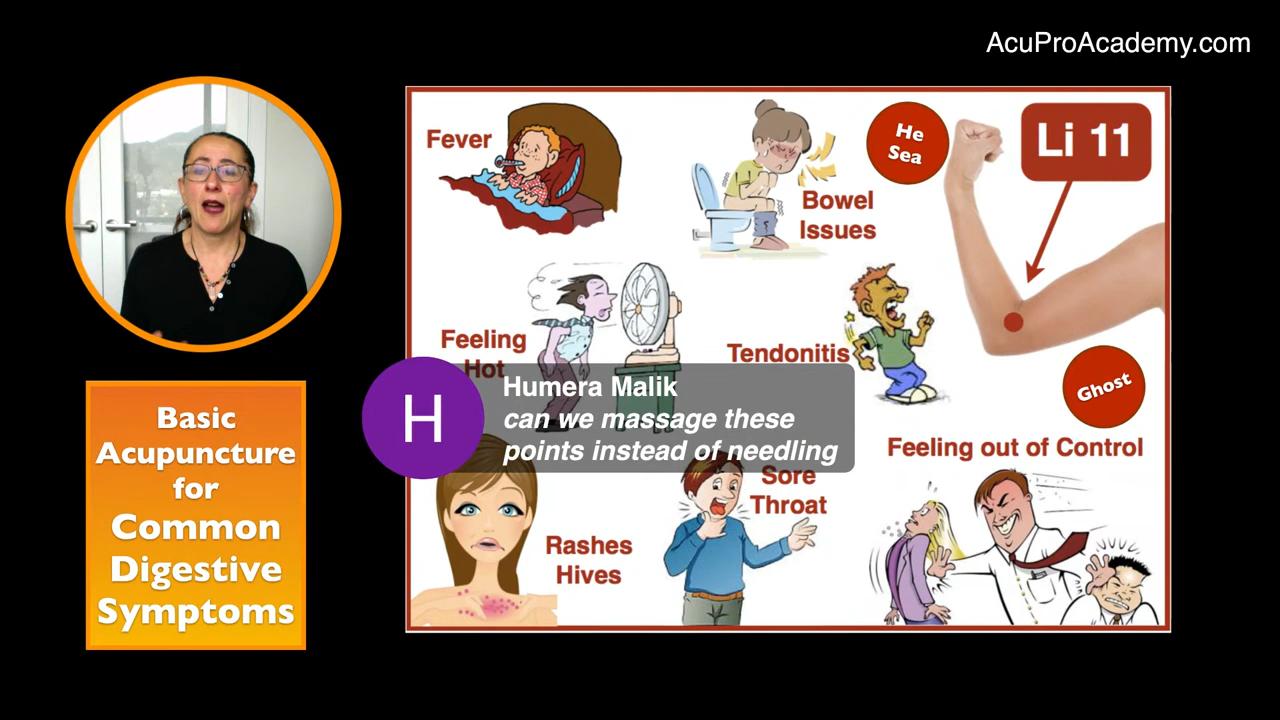 AcuProAcademy.com
Basic
Acupuncture
for
Common
Digestive
Symptoms
Fever
Bowel
Issues
He
Sea
Li 11
Feeling
Hot
Tendonitis
Ghost
H
Humera Malik
can we massage these
points instead of needling
Feeling out of Control
Sore
Throat
Rashes
Hives